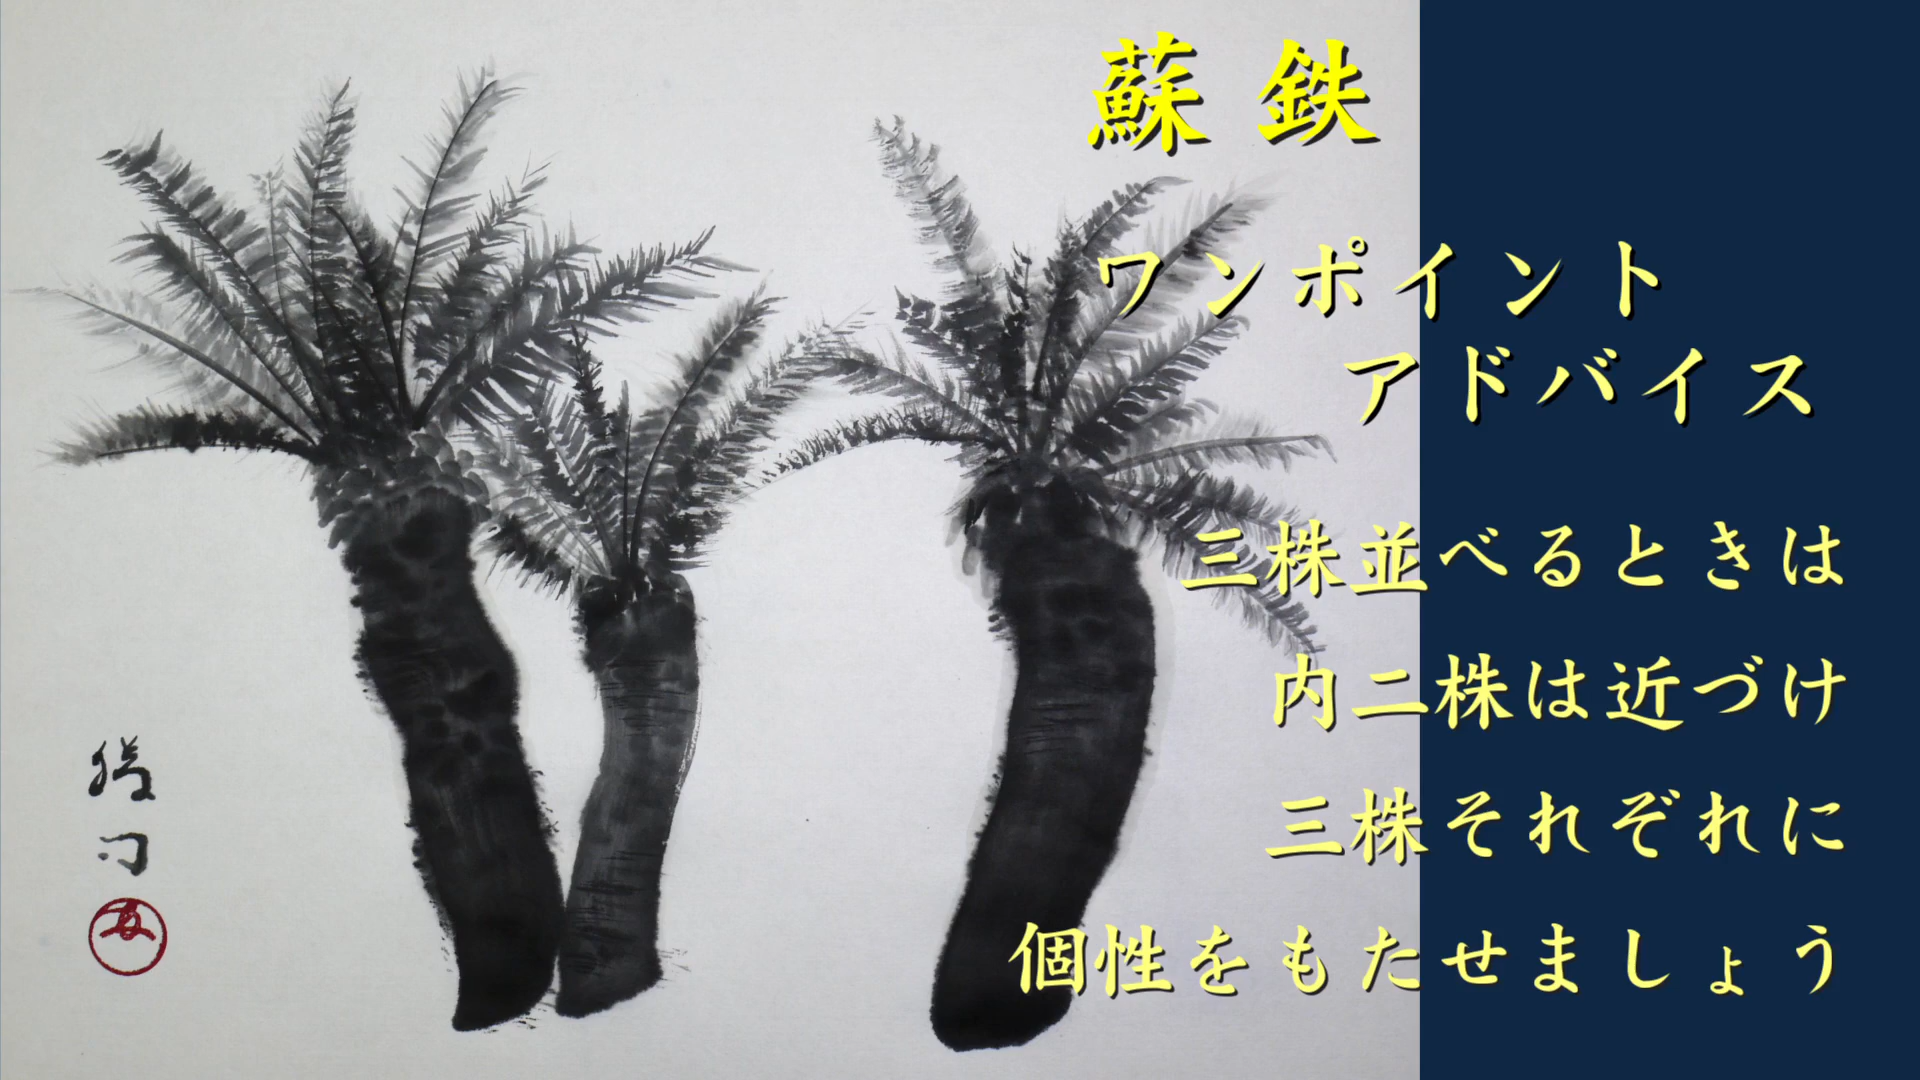 蘇鉄
ワンポイント
アドバイス
三株並べるときは
内二株は近づけ
三株それぞれに
個性をもたせましょう